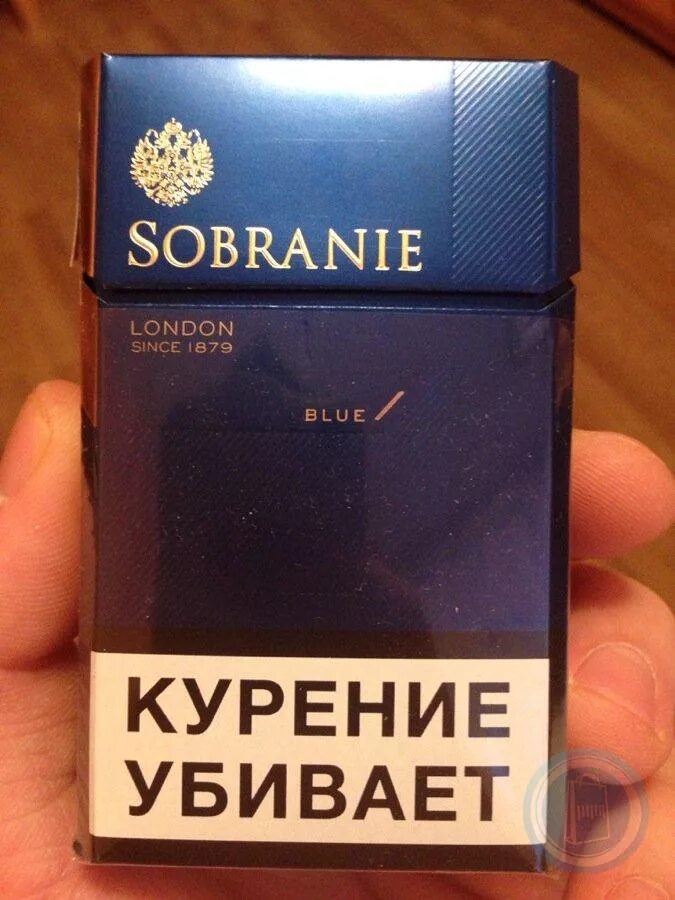 SOBRANIE
LONDON
SINCE 1879
BLUE
КУРЕНИЕ
УБИВАЕТ